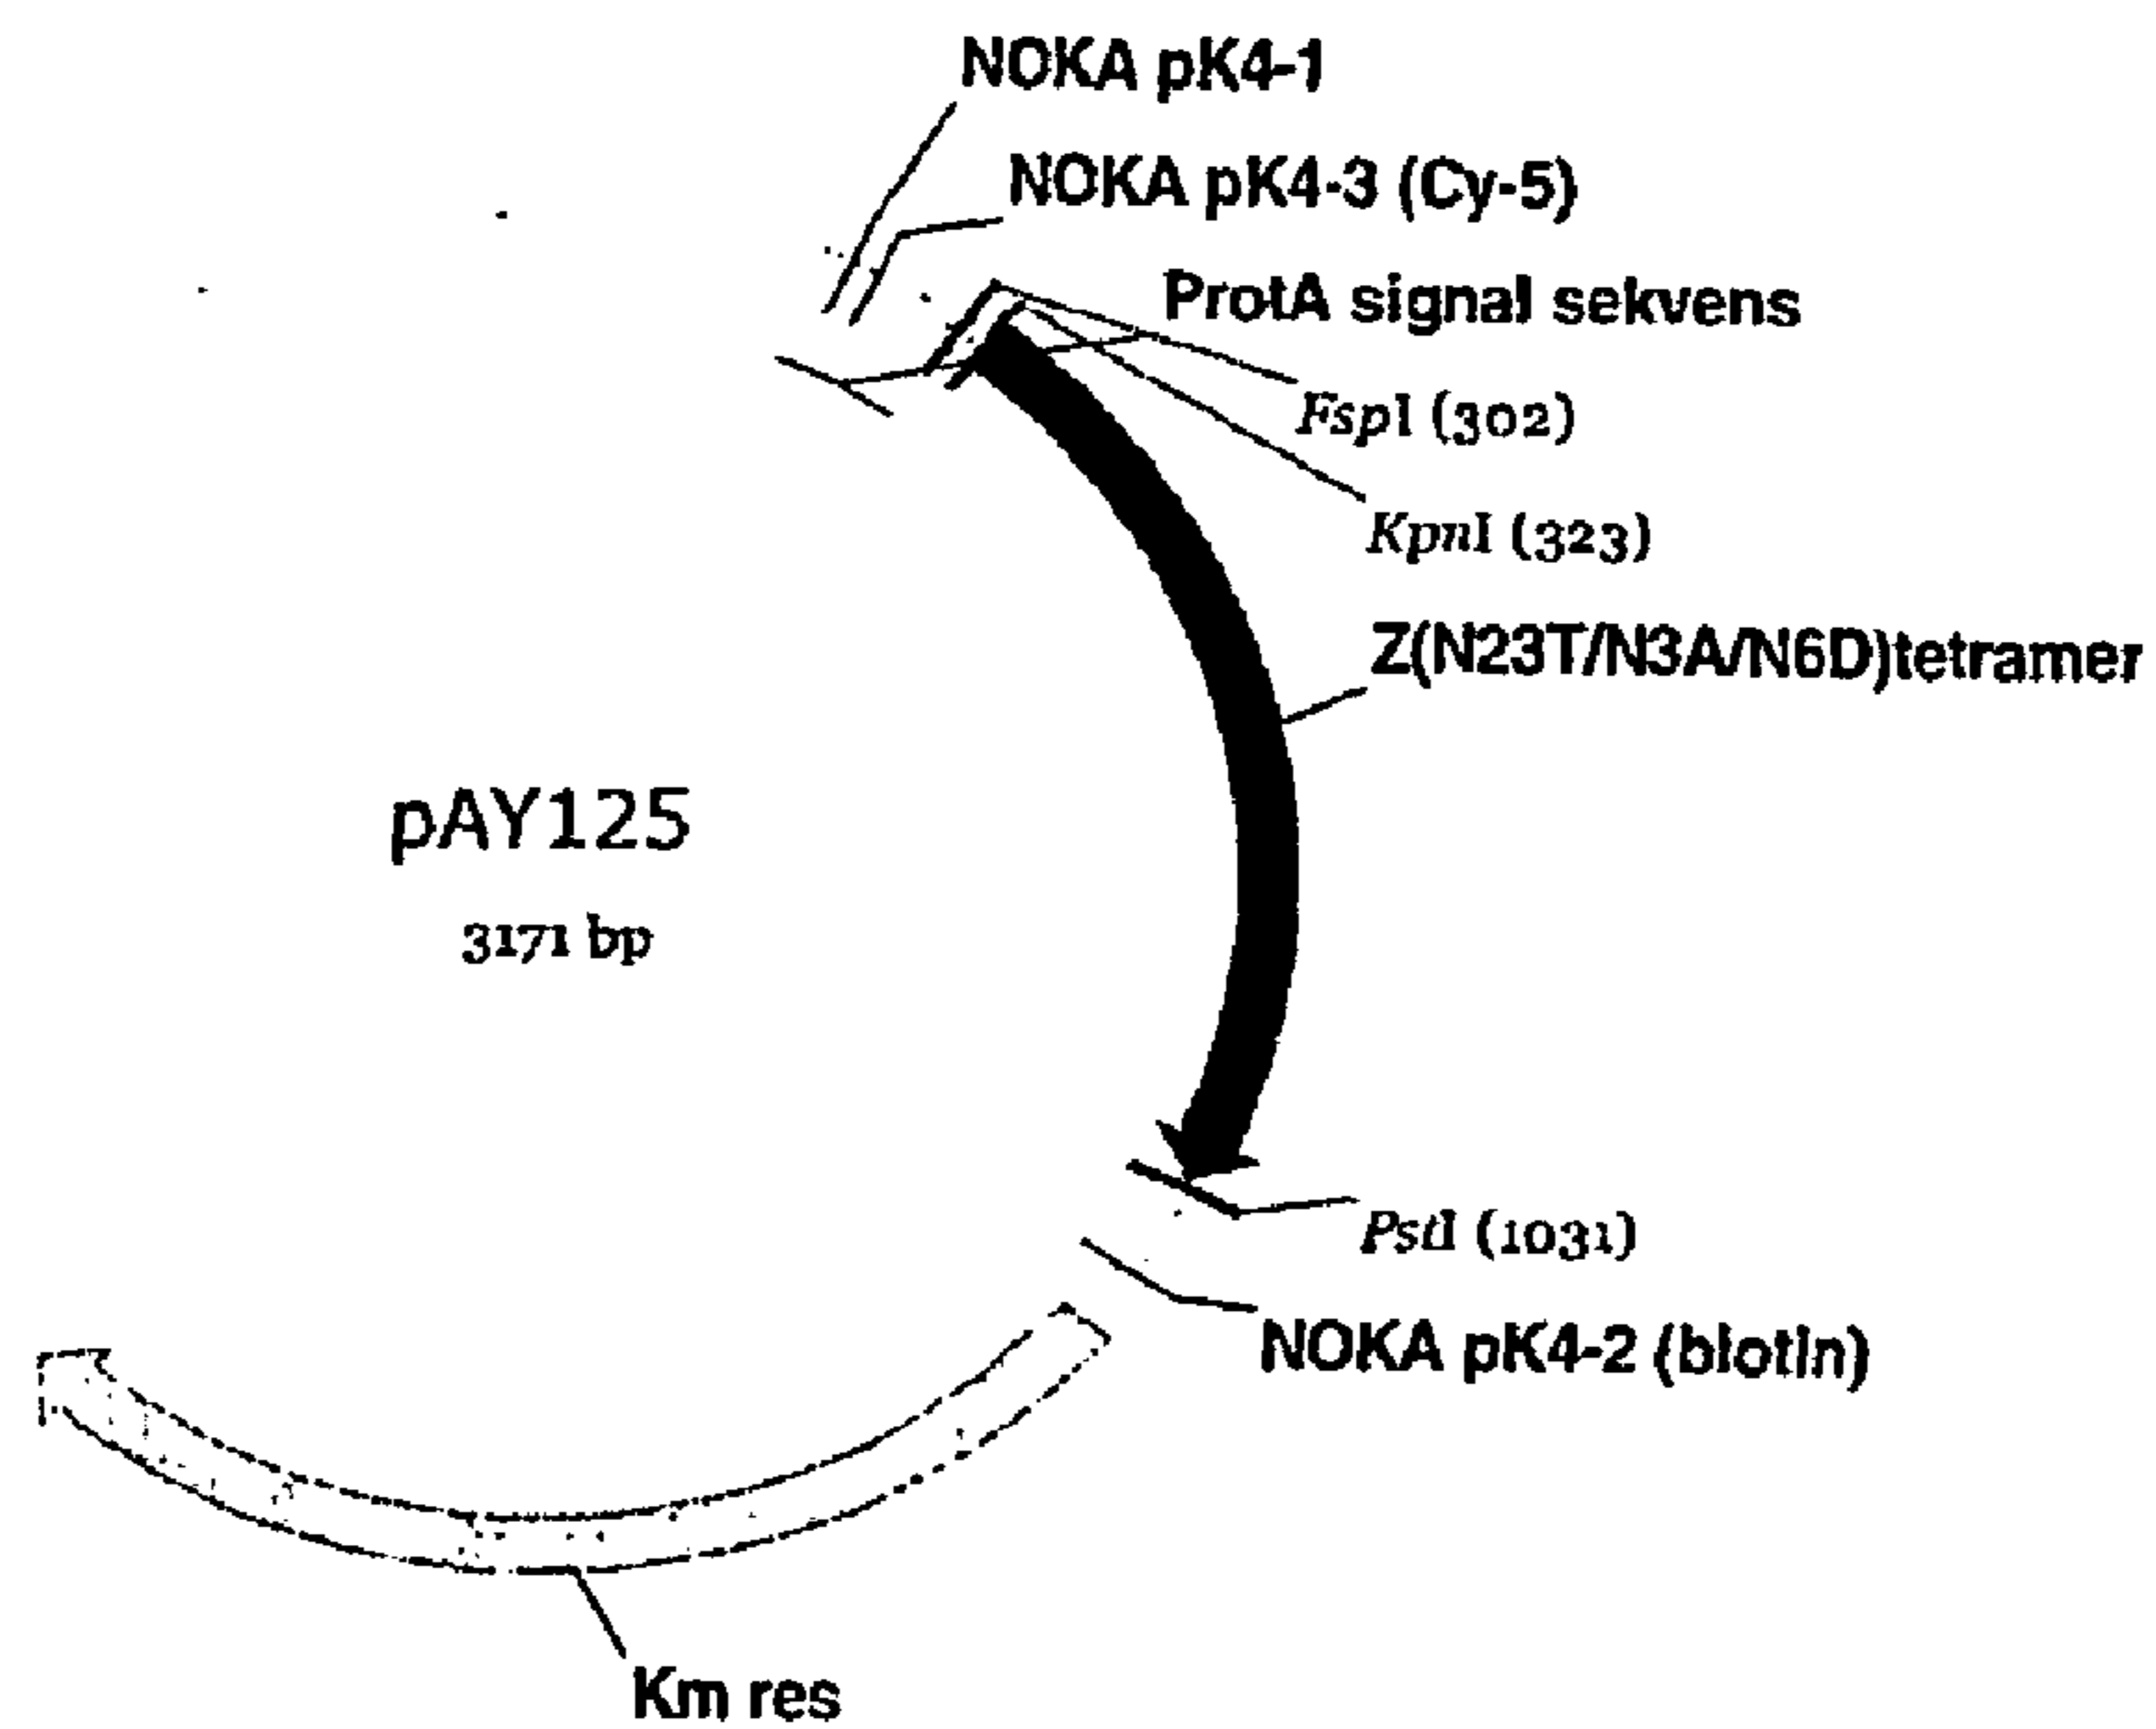 NOKA pK4-1
NOKA pK4-3 (Cy-5)
ProtA signal sekvens
FspI (302)
KpnI (323)
Z(N23T/N3A/N6D)tetramer
pAY125
3171 bp
PstI (1031)
NOKA pK4-2 (biotin)
Km res